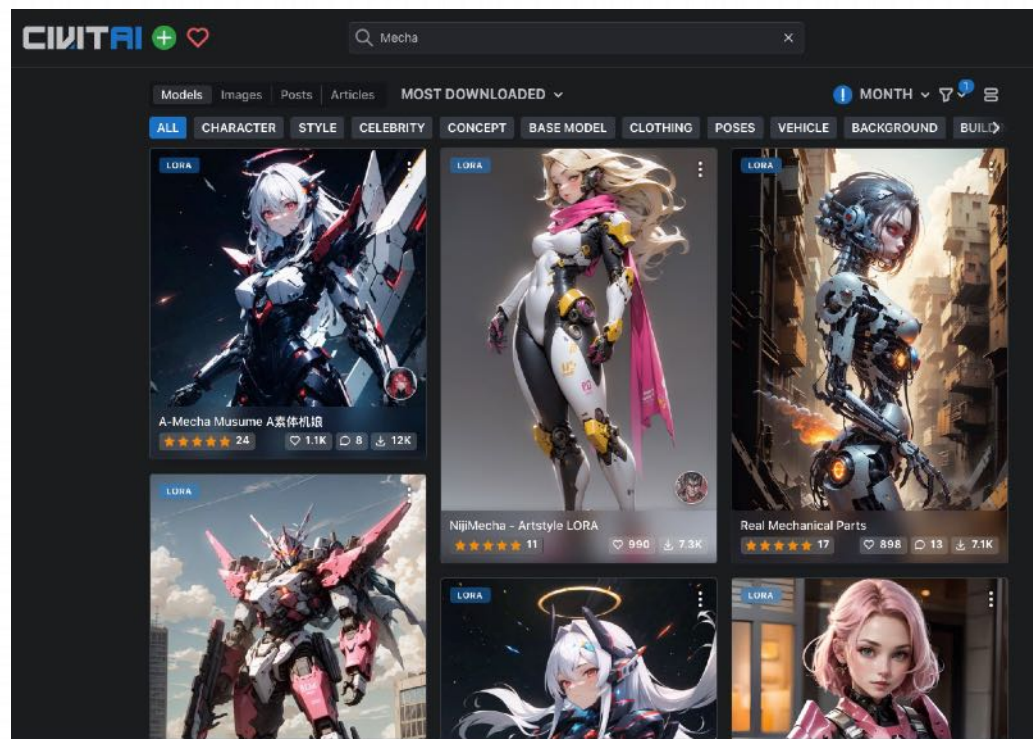 CIVITAI
Mecha
Models Images Posts Articles MOST DOWNLOADED MONTH 1
ALL CHARACTER STYLE CELEBRITY CONCEPT BASE MODEL CLOTHING POSES VEHICLE BACKGROUND BUILD
LORA
LORA
LORA
A-Mecha Musume A素体机娘
24 1.1K 8 12K
NijiMecha - Artstyle LORA
11 990 7.3K
Real Mechanical Parts
17 898 13 7.1K
LORA
LORA
LORA